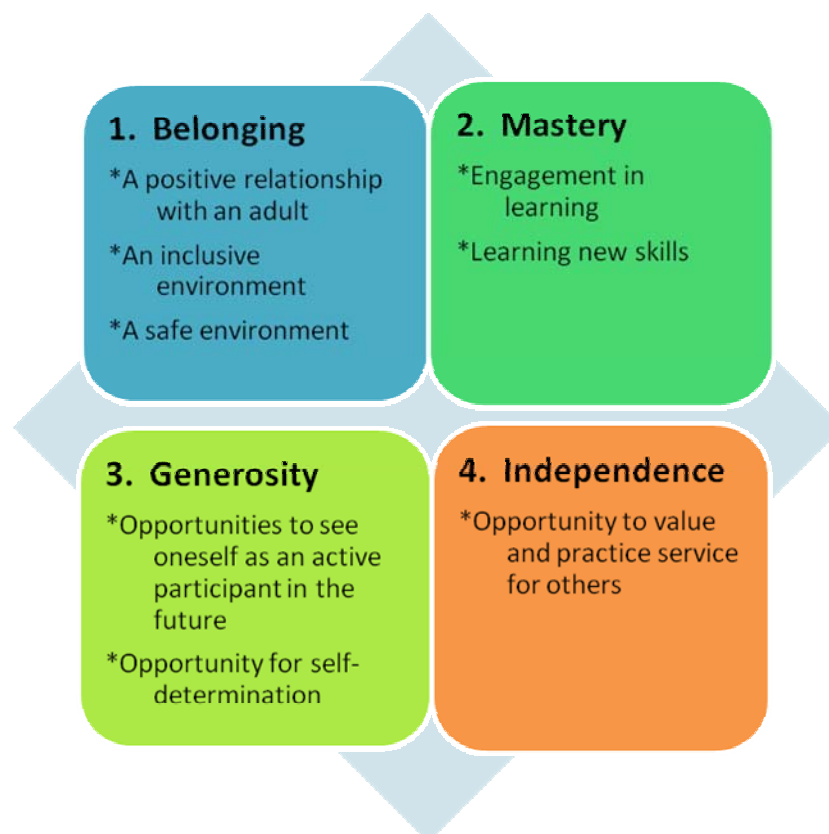 1. Belonging
*A positive relationship
with an adult
*An inclusive
environment
*A safe environment
2. Mastery
*Engagement in
learning
*Learning new skills
3. Generosity
*Opportunities to see
oneself as an active
participant in the
future
*Opportunity for self-
determination
4. Independence
*Opportunity to value
and practice service
for others